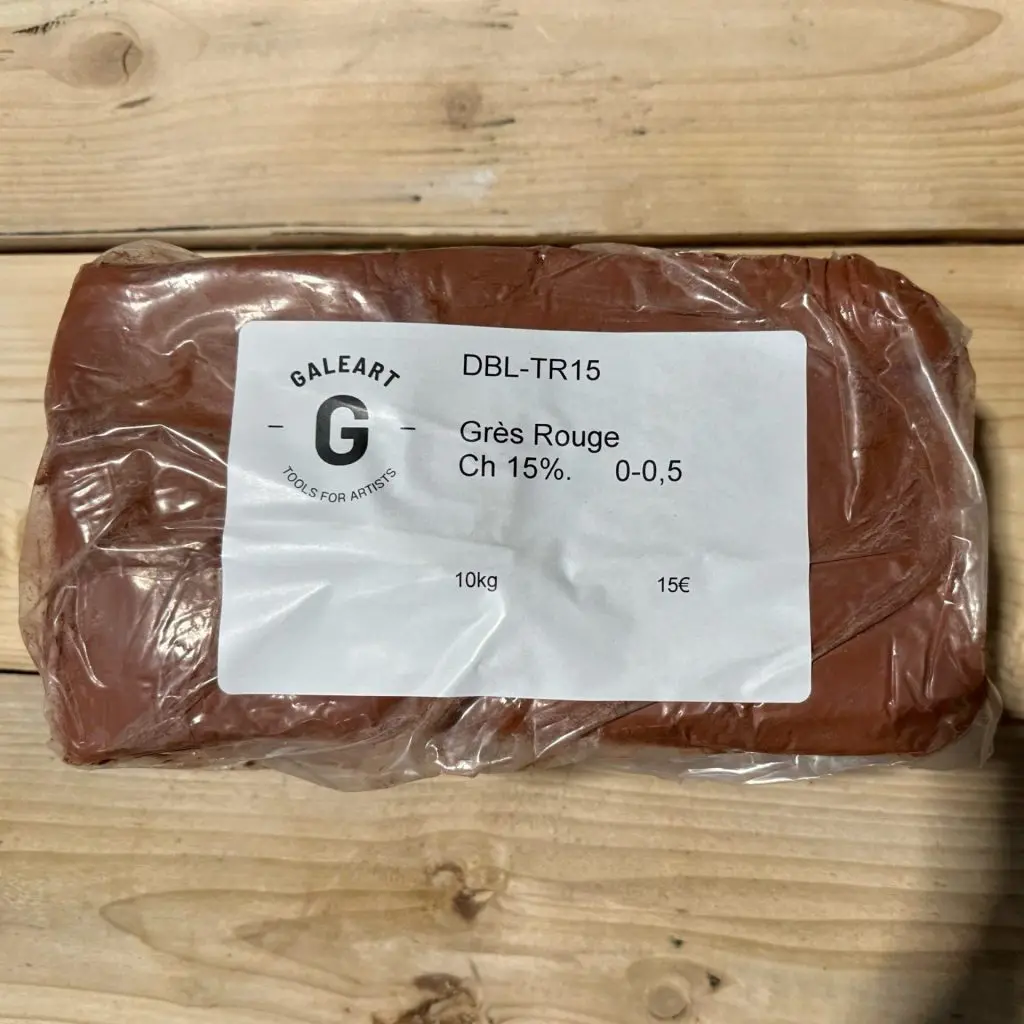 GALEART
G
TOOLS FOR ARTISTS
DBL-TR15
Grès Rouge
Ch 15%. 0-0,5
10kg 15€